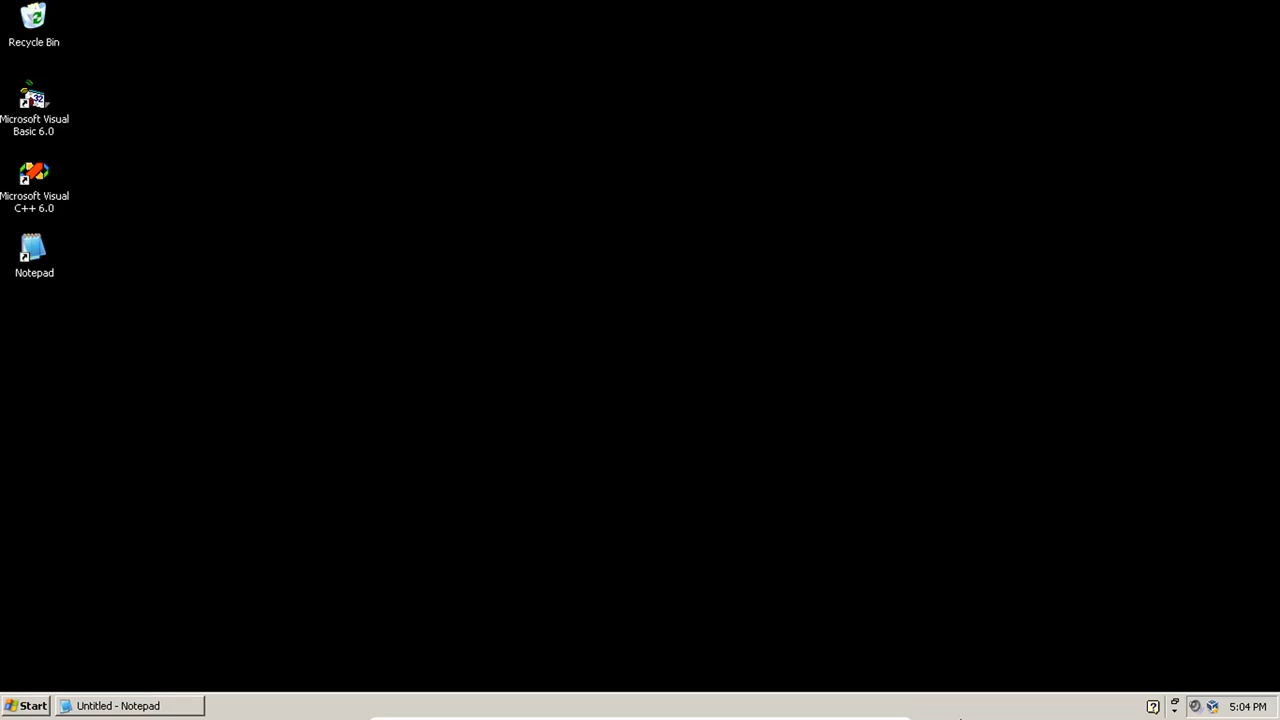 Recycle Bin
Microsoft Visual
Basic 6.0
Microsoft Visual
C++ 6.0
Notepad
Start
Untitled - Notepad
5:04 PM